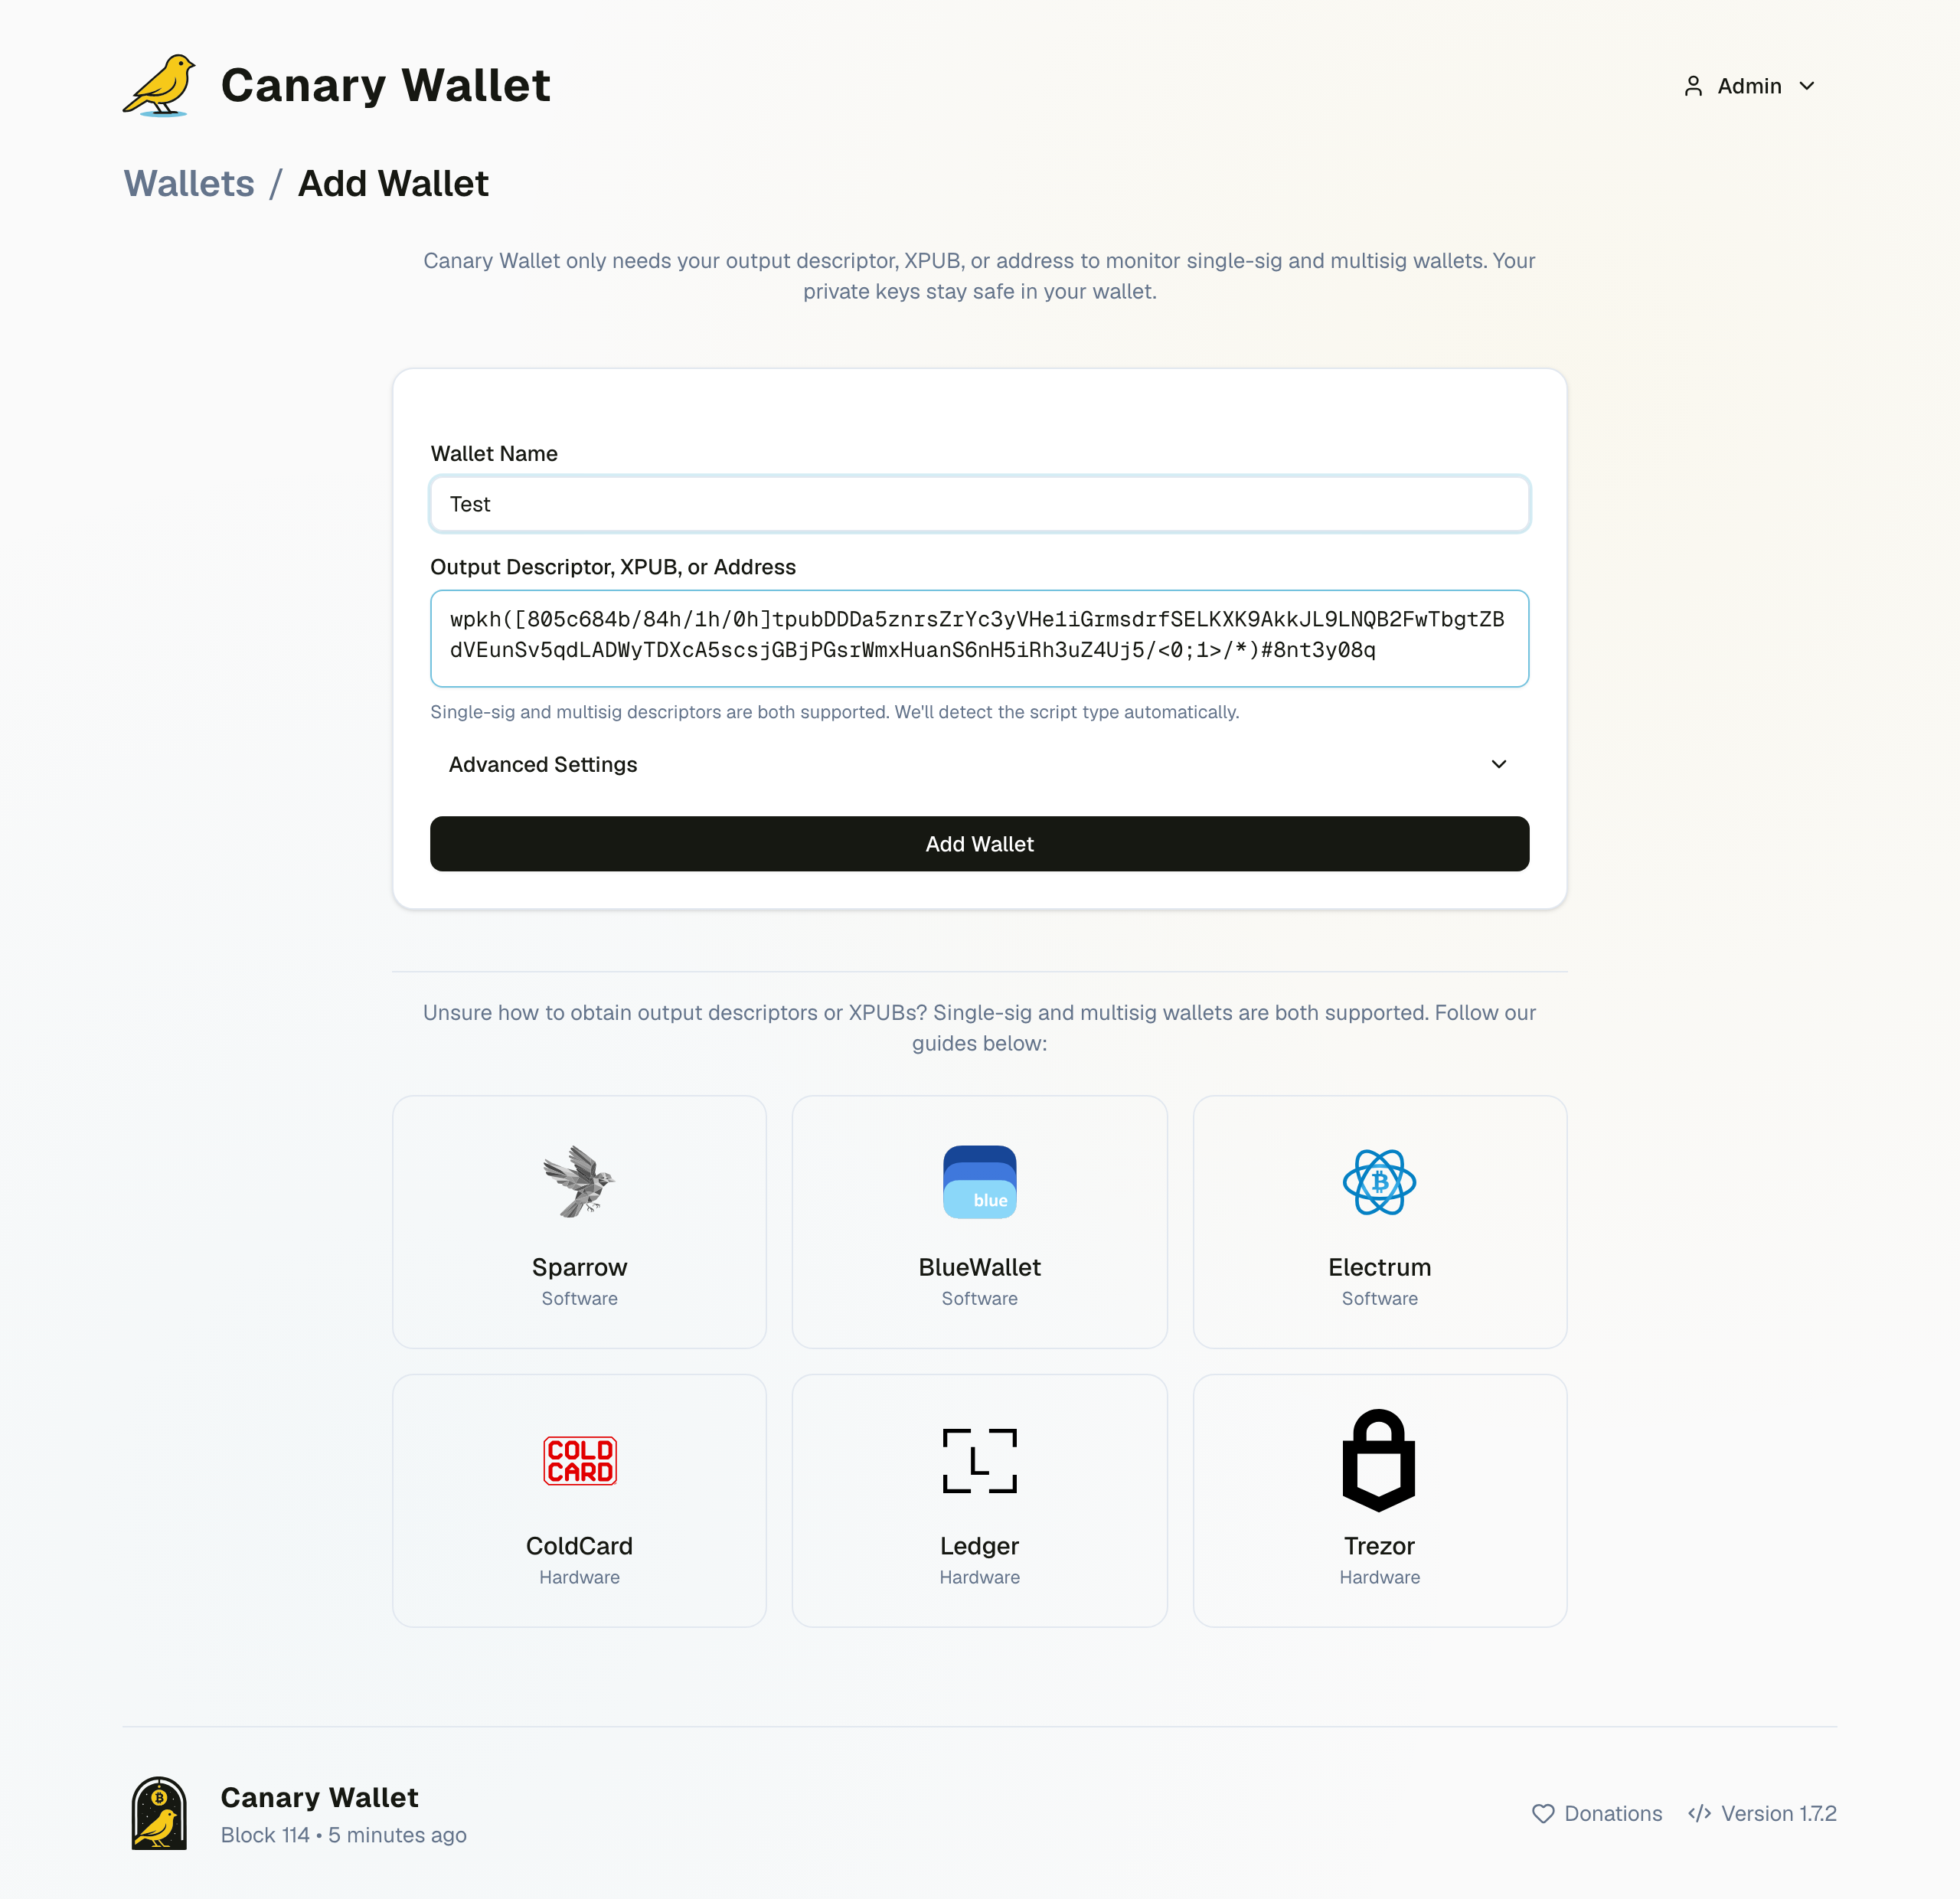 Canary Wallet
Admin
Wallets / Add Wallet
Canary Wallet only needs your output descriptor, XPUB, or address to monitor single-sig and multisig wallets. Your
private keys stay safe in your wallet.
Wallet Name
Test
Output Descriptor, XPUB, or Address
wpkh([805c684b/84h/1h/0h]tpubDDDa5znrsZrYc3yVHe1iGrmsdrfSELKXK9AkkJL9LNQB2FwTbgtZB
dVEunSv5qdLADWyTDXcA5scsjGBjPGsrWmxHuanS6nH5iRh3uZ4Uj5/<0;1>/*)#8nt3y08q
Single-sig and multisig descriptors are both supported. We'll detect the script type automatically.
Advanced Settings
Add Wallet
Unsure how to obtain output descriptors or XPUBs? Single-sig and multisig wallets are both supported. Follow our
guides below:
blue
Sparrow
Software
BlueWallet
Software
Electrum
Software
COLD
CARD
L
ColdCard
Hardware
Ledger
Hardware
Trezor
Hardware
Canary Wallet
Block 114 • 5 minutes ago
Donations
</> Version 1.7.2